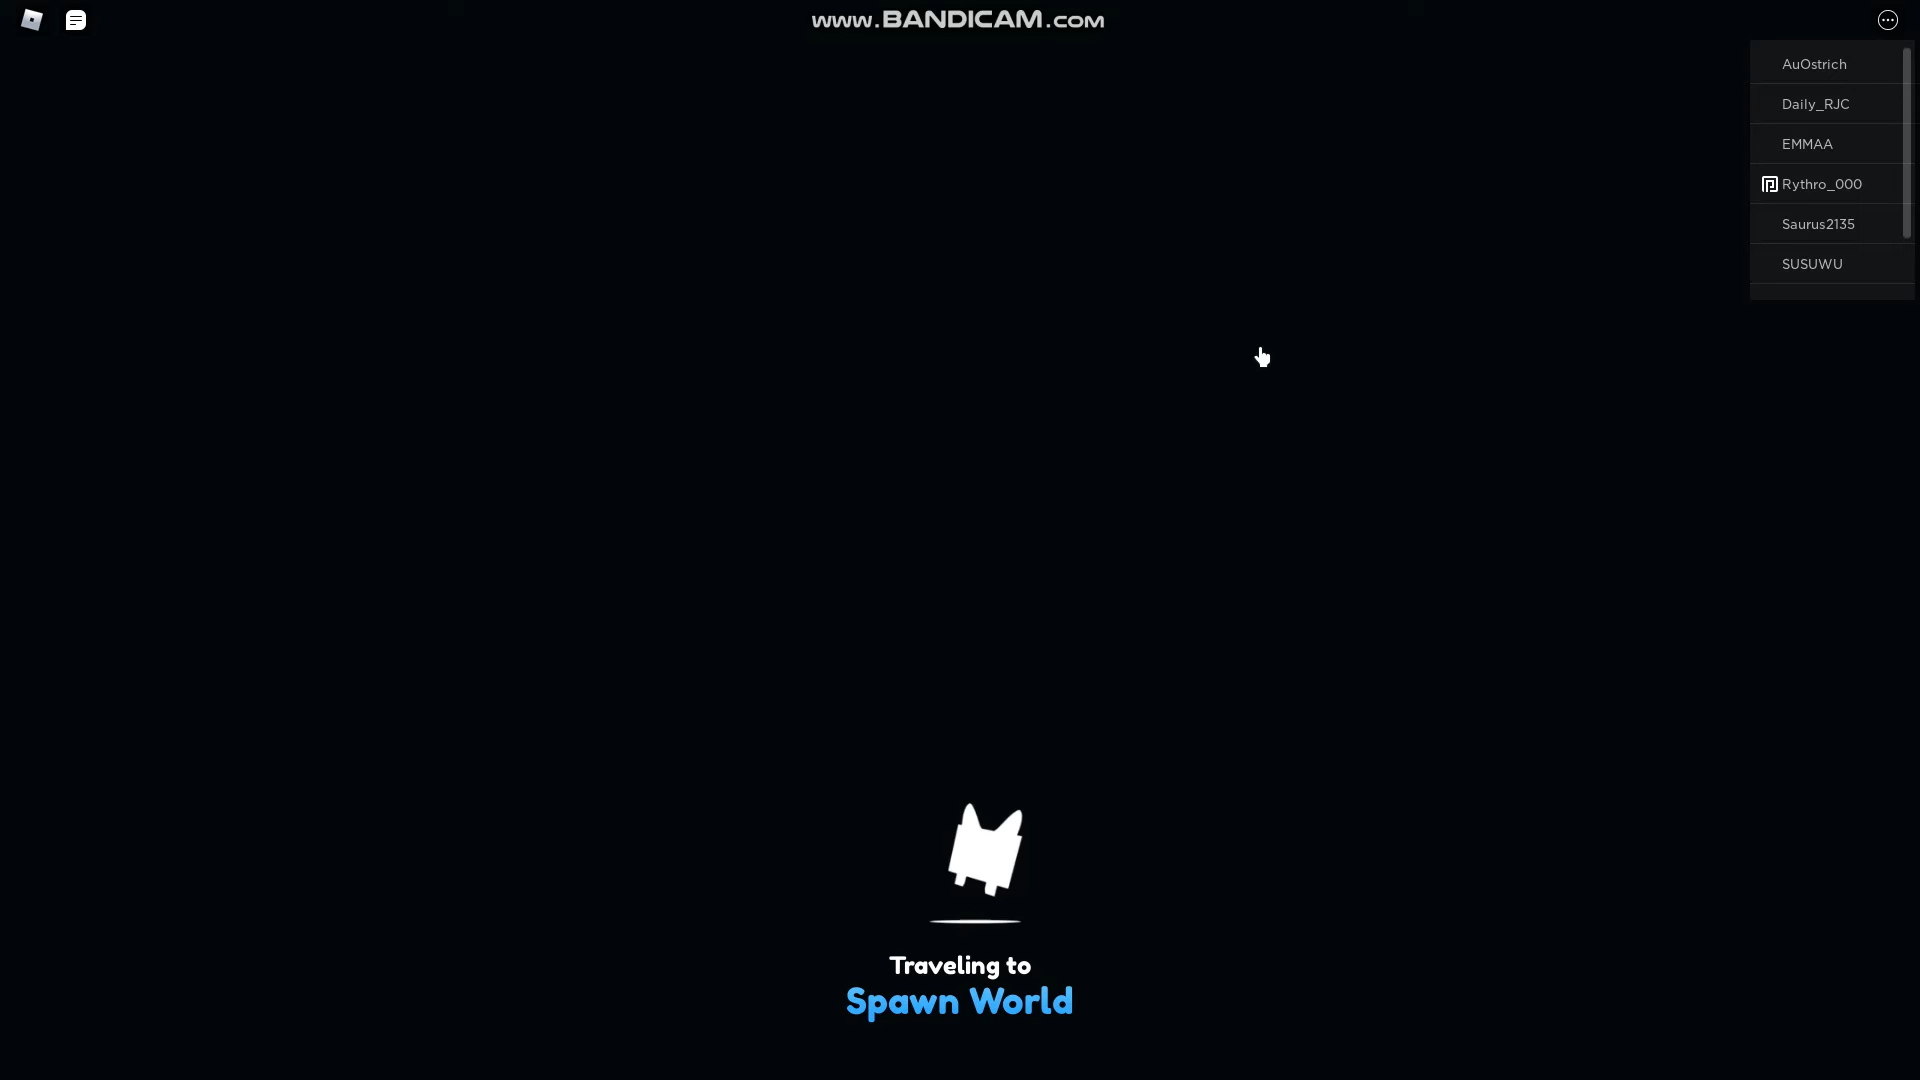 www.BANDICAM.com
AuOstrich
Daily_RJC
EMMAA
Rythro_000
Saurus2135
SUSUWU
Traveling to
Spawn World